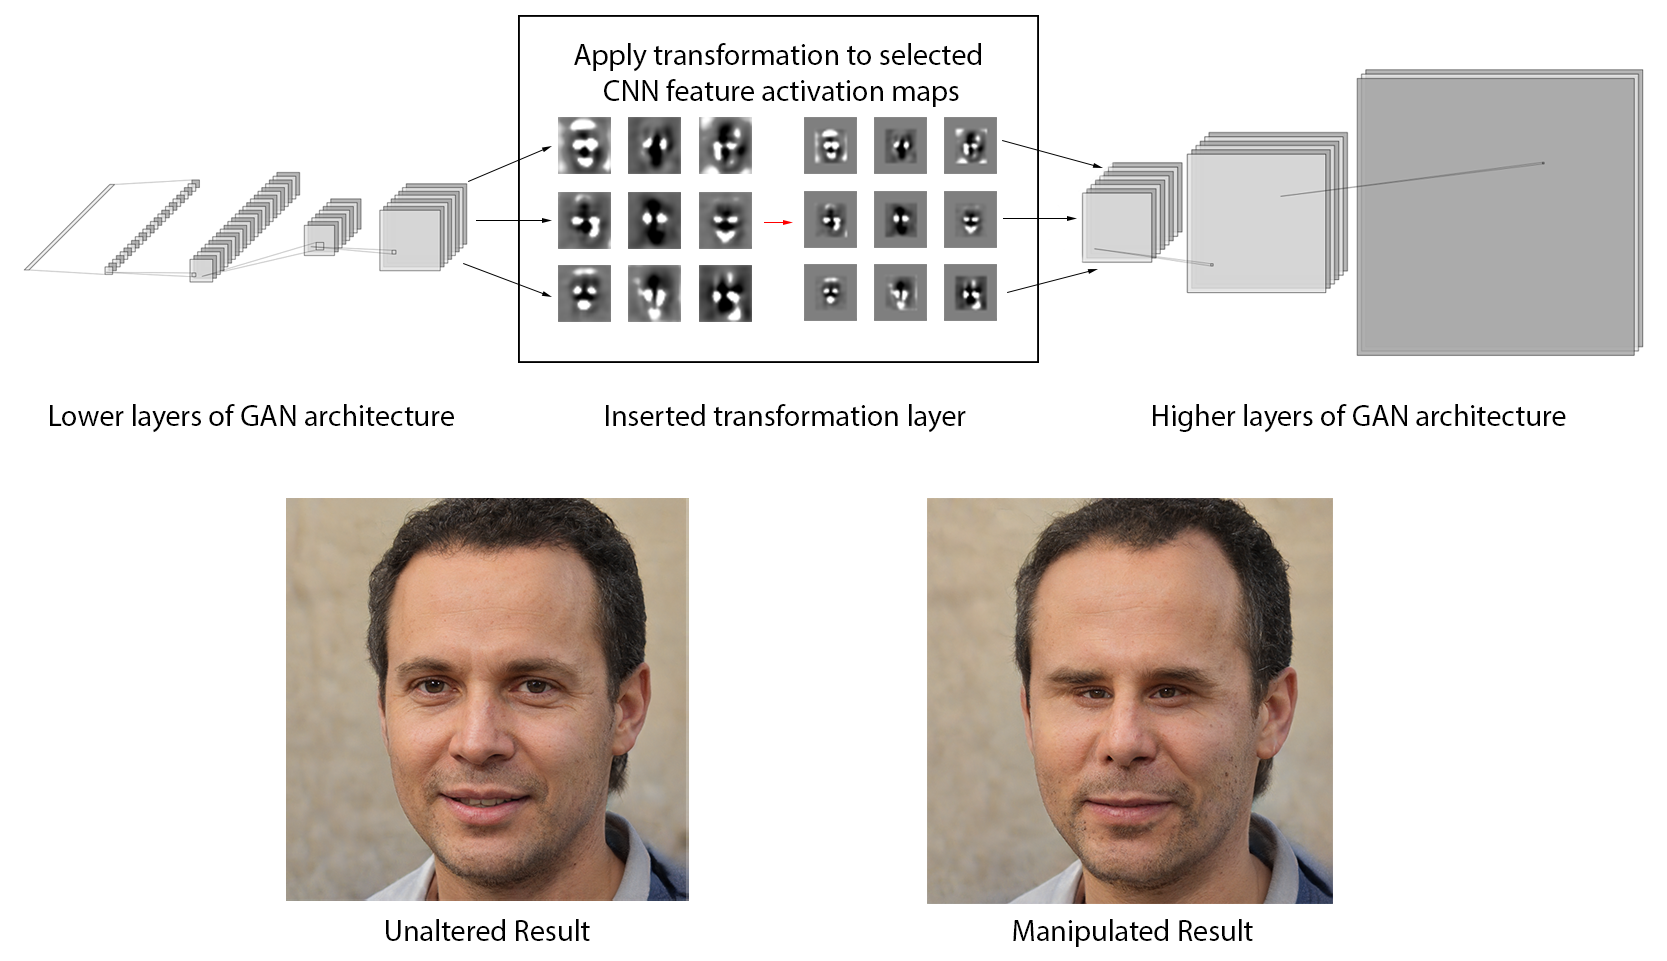 Apply transformation to selected
CNN feature activation maps
Lower layers of GAN architecture
Inserted transformation layer
Higher layers of GAN architecture
Unaltered Result
Manipulated Result